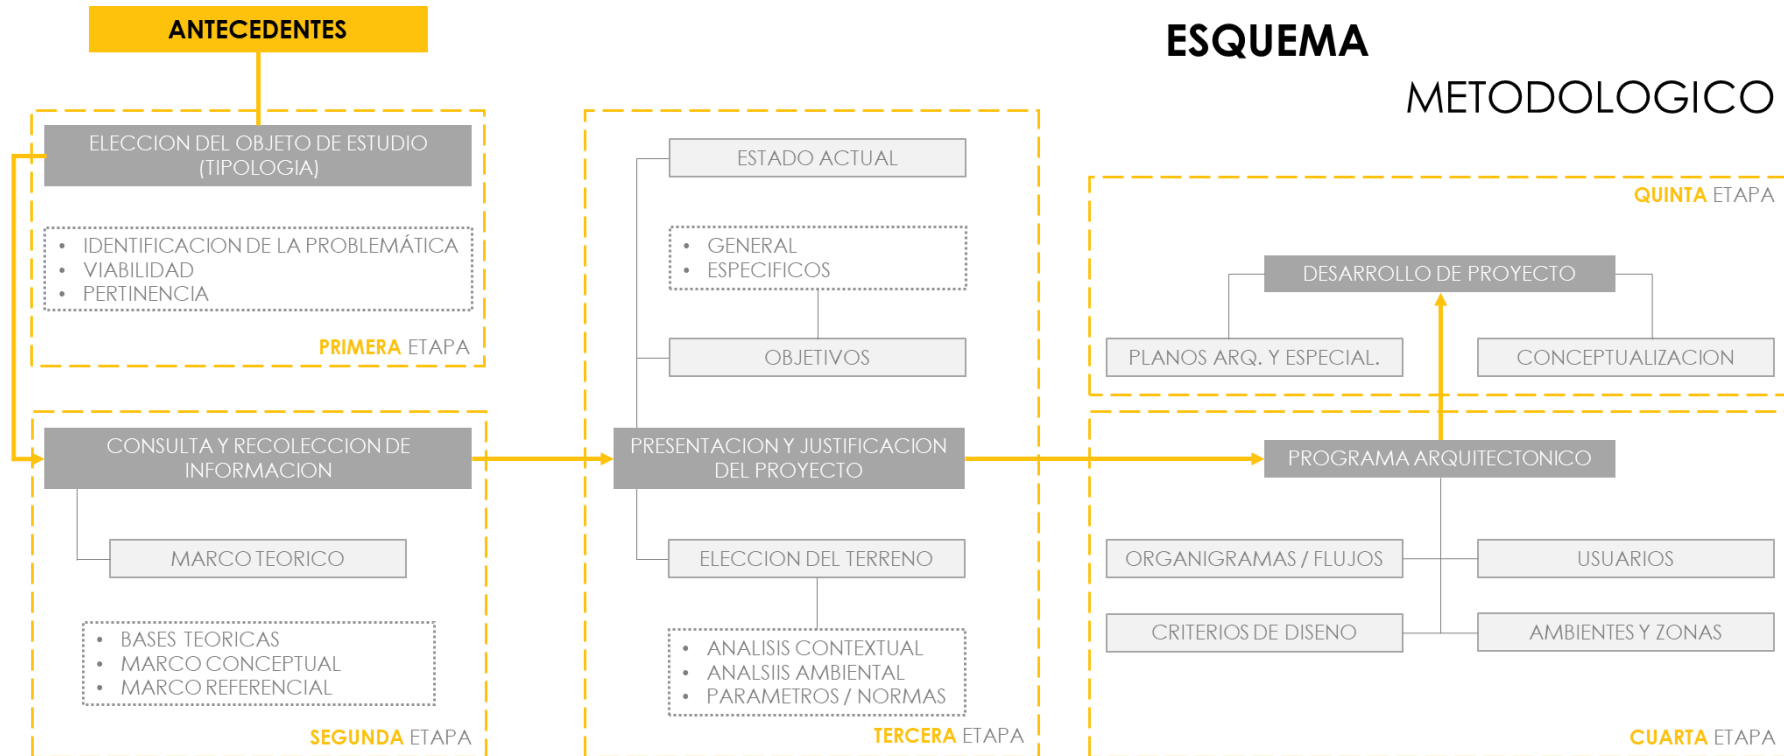 ESQUEMA
METODOLOGICO
ANTECEDENTES
ELECCION DEL OBJETO DE ESTUDIO
(TIPOLOGIA)
• IDENTIFICACION DE LA PROBLEMÁTICA
• VIABILIDAD
• PERTINENCIA
PRIMERA ETAPA
CONSULTA Y RECOLECCION DE
INFORMACION
MARCO TEORICO
• BASES TEORICAS
• MARCO CONCEPTUAL
• MARCO REFERENCIAL
SEGUNDA ETAPA
ESTADO ACTUAL
• GENERAL
• ESPECIFICOS
OBJETIVOS
PRESENTACION Y JUSTIFICACION
DEL PROYECTO
ELECCION DEL TERRENO
• ANALISIS CONTEXTUAL
• ANALSIIS AMBIENTAL
• PARAMETROS / NORMAS
TERCERA ETAPA
QUINTA ETAPA
DESARROLLO DE PROYECTO
PLANOS ARQ. Y ESPECIAL.
CONCEPTUALIZACION
PROGRAMA ARQUITECTONICO
ORGANIGRAMAS / FLUJOS
USUARIOS
CRITERIOS DE DISENO
AMBIENTES Y ZONAS
CUARTA ETAPA